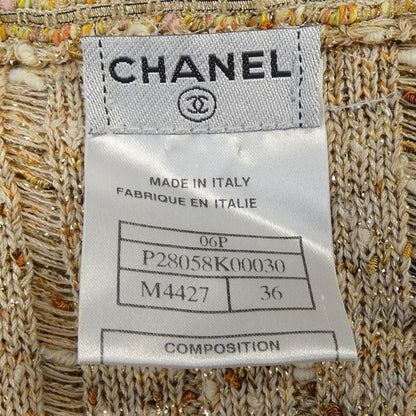 CHANEL
MADE IN ITALY
FABRIQUE EN ITALIE
06P
P28058K00030
M4427 36
COMPOSITION